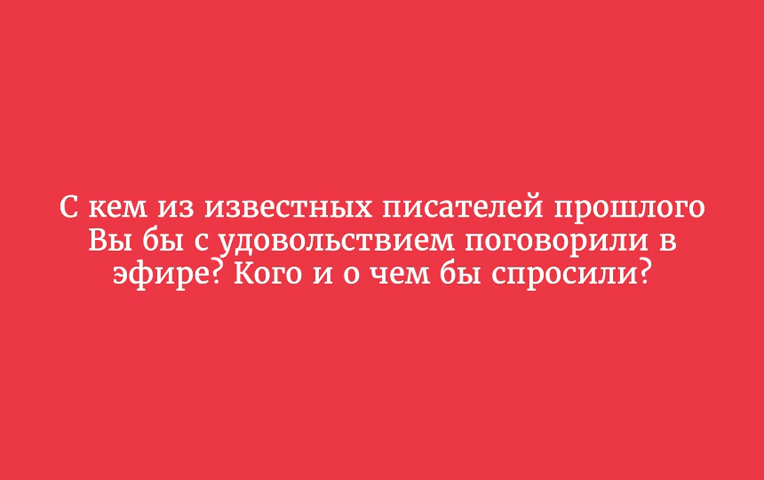 С кем из известных писателей прошлого
Вы бы с удовольствием поговорили в
эфире? Кого и о чем бы спросили?